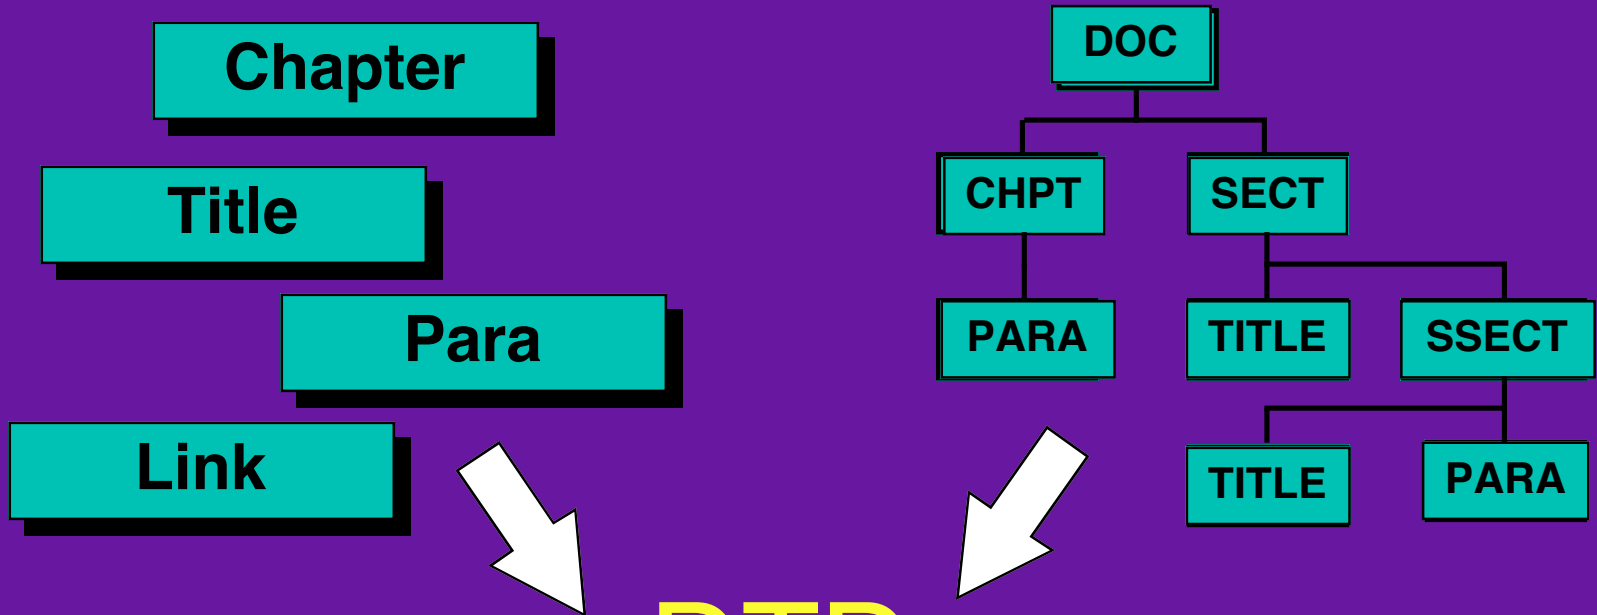 Chapter
Title
Para
Link
DOC
CHPT SECT
PARA TITLE SSECT
TITLE PARA